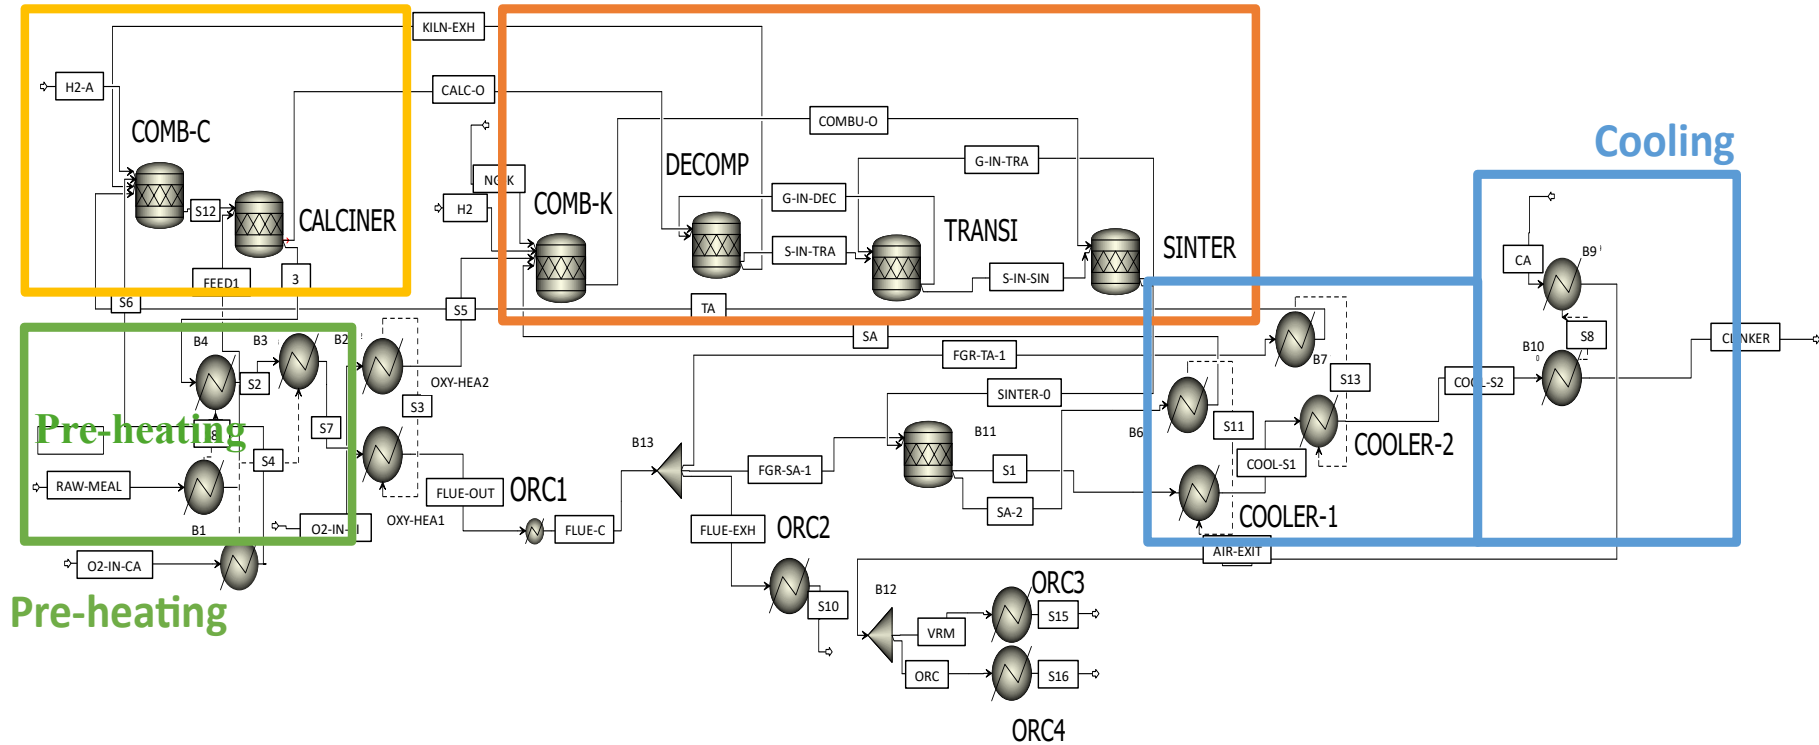 KILN-EXH
H2-A
CALC-O
COMB-C
COMBU-O
Cooling
DECOMP
G-IN-TRA
NG-K
G-IN-DEC
H2
COMB-K
S12
CALCINER
TRANSI
SINTER
S-IN-TRA
S-IN-SIN
CA
B9
FEED1
3
S6
S5
TA
SA
S8
CLINKER
B4
B3
B2
FGR-TA-1
B7
B10
OXY-HEA2
S2
S13
COOL-S2
SINTER-0
S3
Pre-heating
8
S7
B6
S11
COOLER-2
B13
B11
S4
FGR-SA-1
S1
COOL-S1
RAW-MEAL
FLUE-OUT
ORC1
SA-2
COOLER-1
B1
O2-IN-
OXY-HEA1
FLUE-C
FLUE-EXH
ORC2
AIR-EXIT
O2-IN-CA
Pre-heating
S10
B12
ORC3
VRM
S15
ORC
S16
ORC4